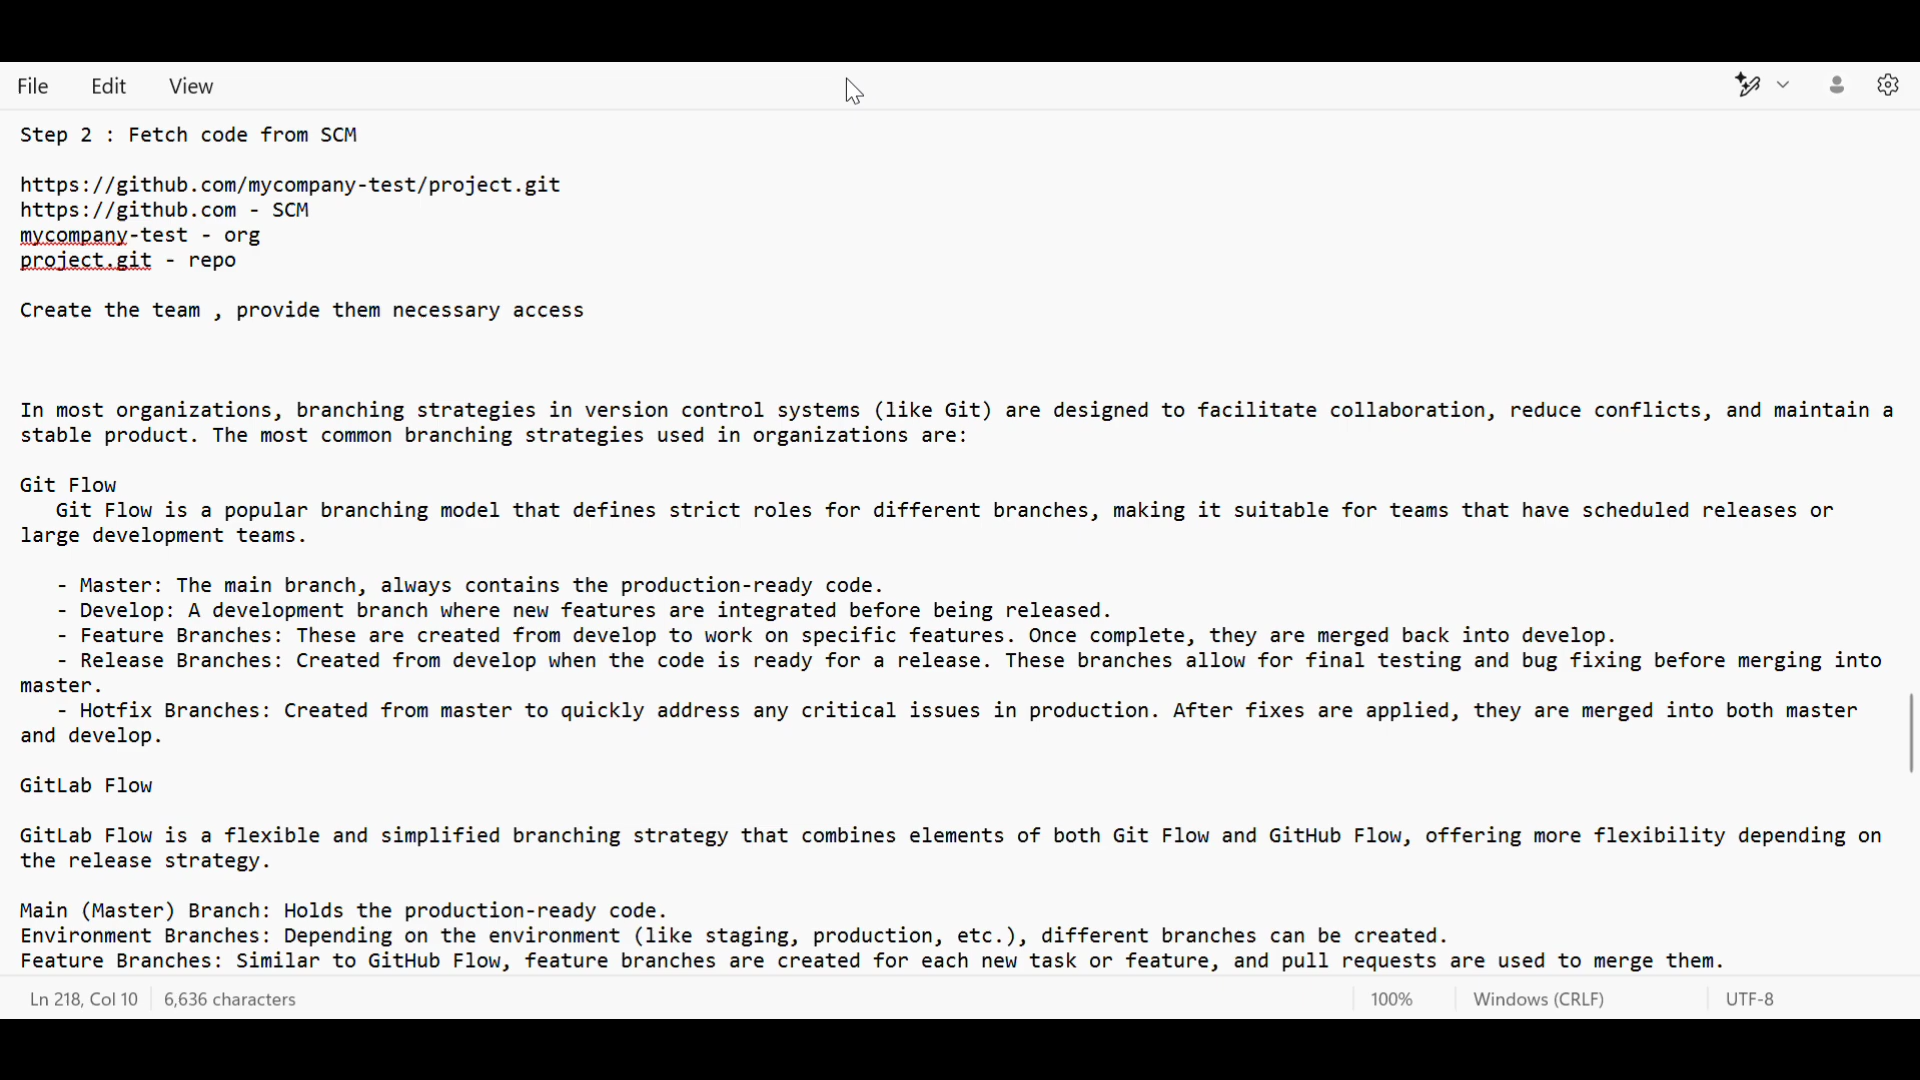 File Edit View
Step 2 : Fetch code from SCM
https://github.com/mycompany-test/project.git
https://github.com - SCM
mycompany-test - org
project.git - repo
Create the team , provide them necessary access
In most organizations, branching strategies in version control systems (like Git) are designed to facilitate collaboration, reduce conflicts, and maintain a
stable product. The most common branching strategies used in organizations are:
Git Flow
Git Flow is a popular branching model that defines strict roles for different branches, making it suitable for teams that have scheduled releases or
large development teams.
- Master: The main branch, always contains the production-ready code.
- Develop: A development branch where new features are integrated before being released.
- Feature Branches: These are created from develop to work on specific features. Once complete, they are merged back into develop.
- Release Branches: Created from develop when the code is ready for a release. These branches allow for final testing and bug fixing before merging into
master.
- Hotfix Branches: Created from master to quickly address any critical issues in production. After fixes are applied, they are merged into both master
and develop.
GitLab Flow
GitLab Flow is a flexible and simplified branching strategy that combines elements of both Git Flow and GitHub Flow, offering more flexibility depending on
the release strategy.
Main (Master) Branch: Holds the production-ready code.
Environment Branches: Depending on the environment (like staging, production, etc.), different branches can be created.
Feature Branches: Similar to GitHub Flow, feature branches are created for each new task or feature, and pull requests are used to merge them.
Ln 218, Col 10 6,636 characters 100% Windows (CRLF) UTF-8